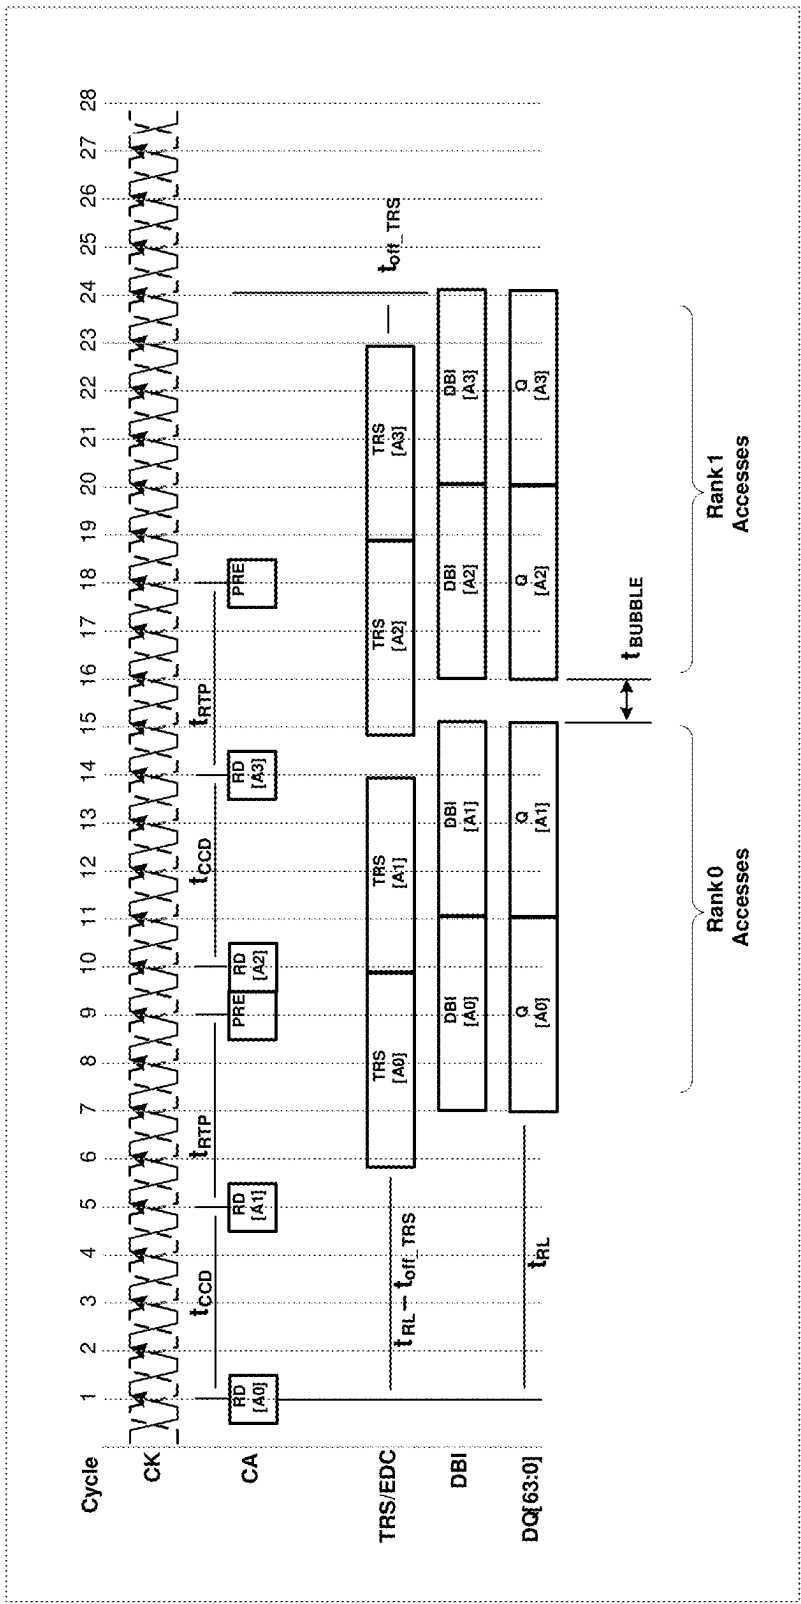 Cycle 1 2 3 4 5 6 7 8 9 10 11 12 13 14 15 16 17 18 19 20 21 22 23 24 25 26 27 28
CK
tCCD tRTP tCCD tRTP
CA
RD
[A0]
RD
[A1]
PRE
RD
[A2]
RD
[A3]
PRE
TRS/EDC
tRL – toff_TRS
TRS
[A0]
TRS
[A1]
TRS
[A2]
TRS
[A3]
toff_TRS
DBI
DBI
[A0]
DBI
[A1]
DBI
[A2]
DBI
[A3]
DQ[63:0]
tRL
Q
[A0]
Q
[A1]
Q
[A2]
Q
[A3]
tBUBBLE
Rank0
Accesses
Rank1
Accesses